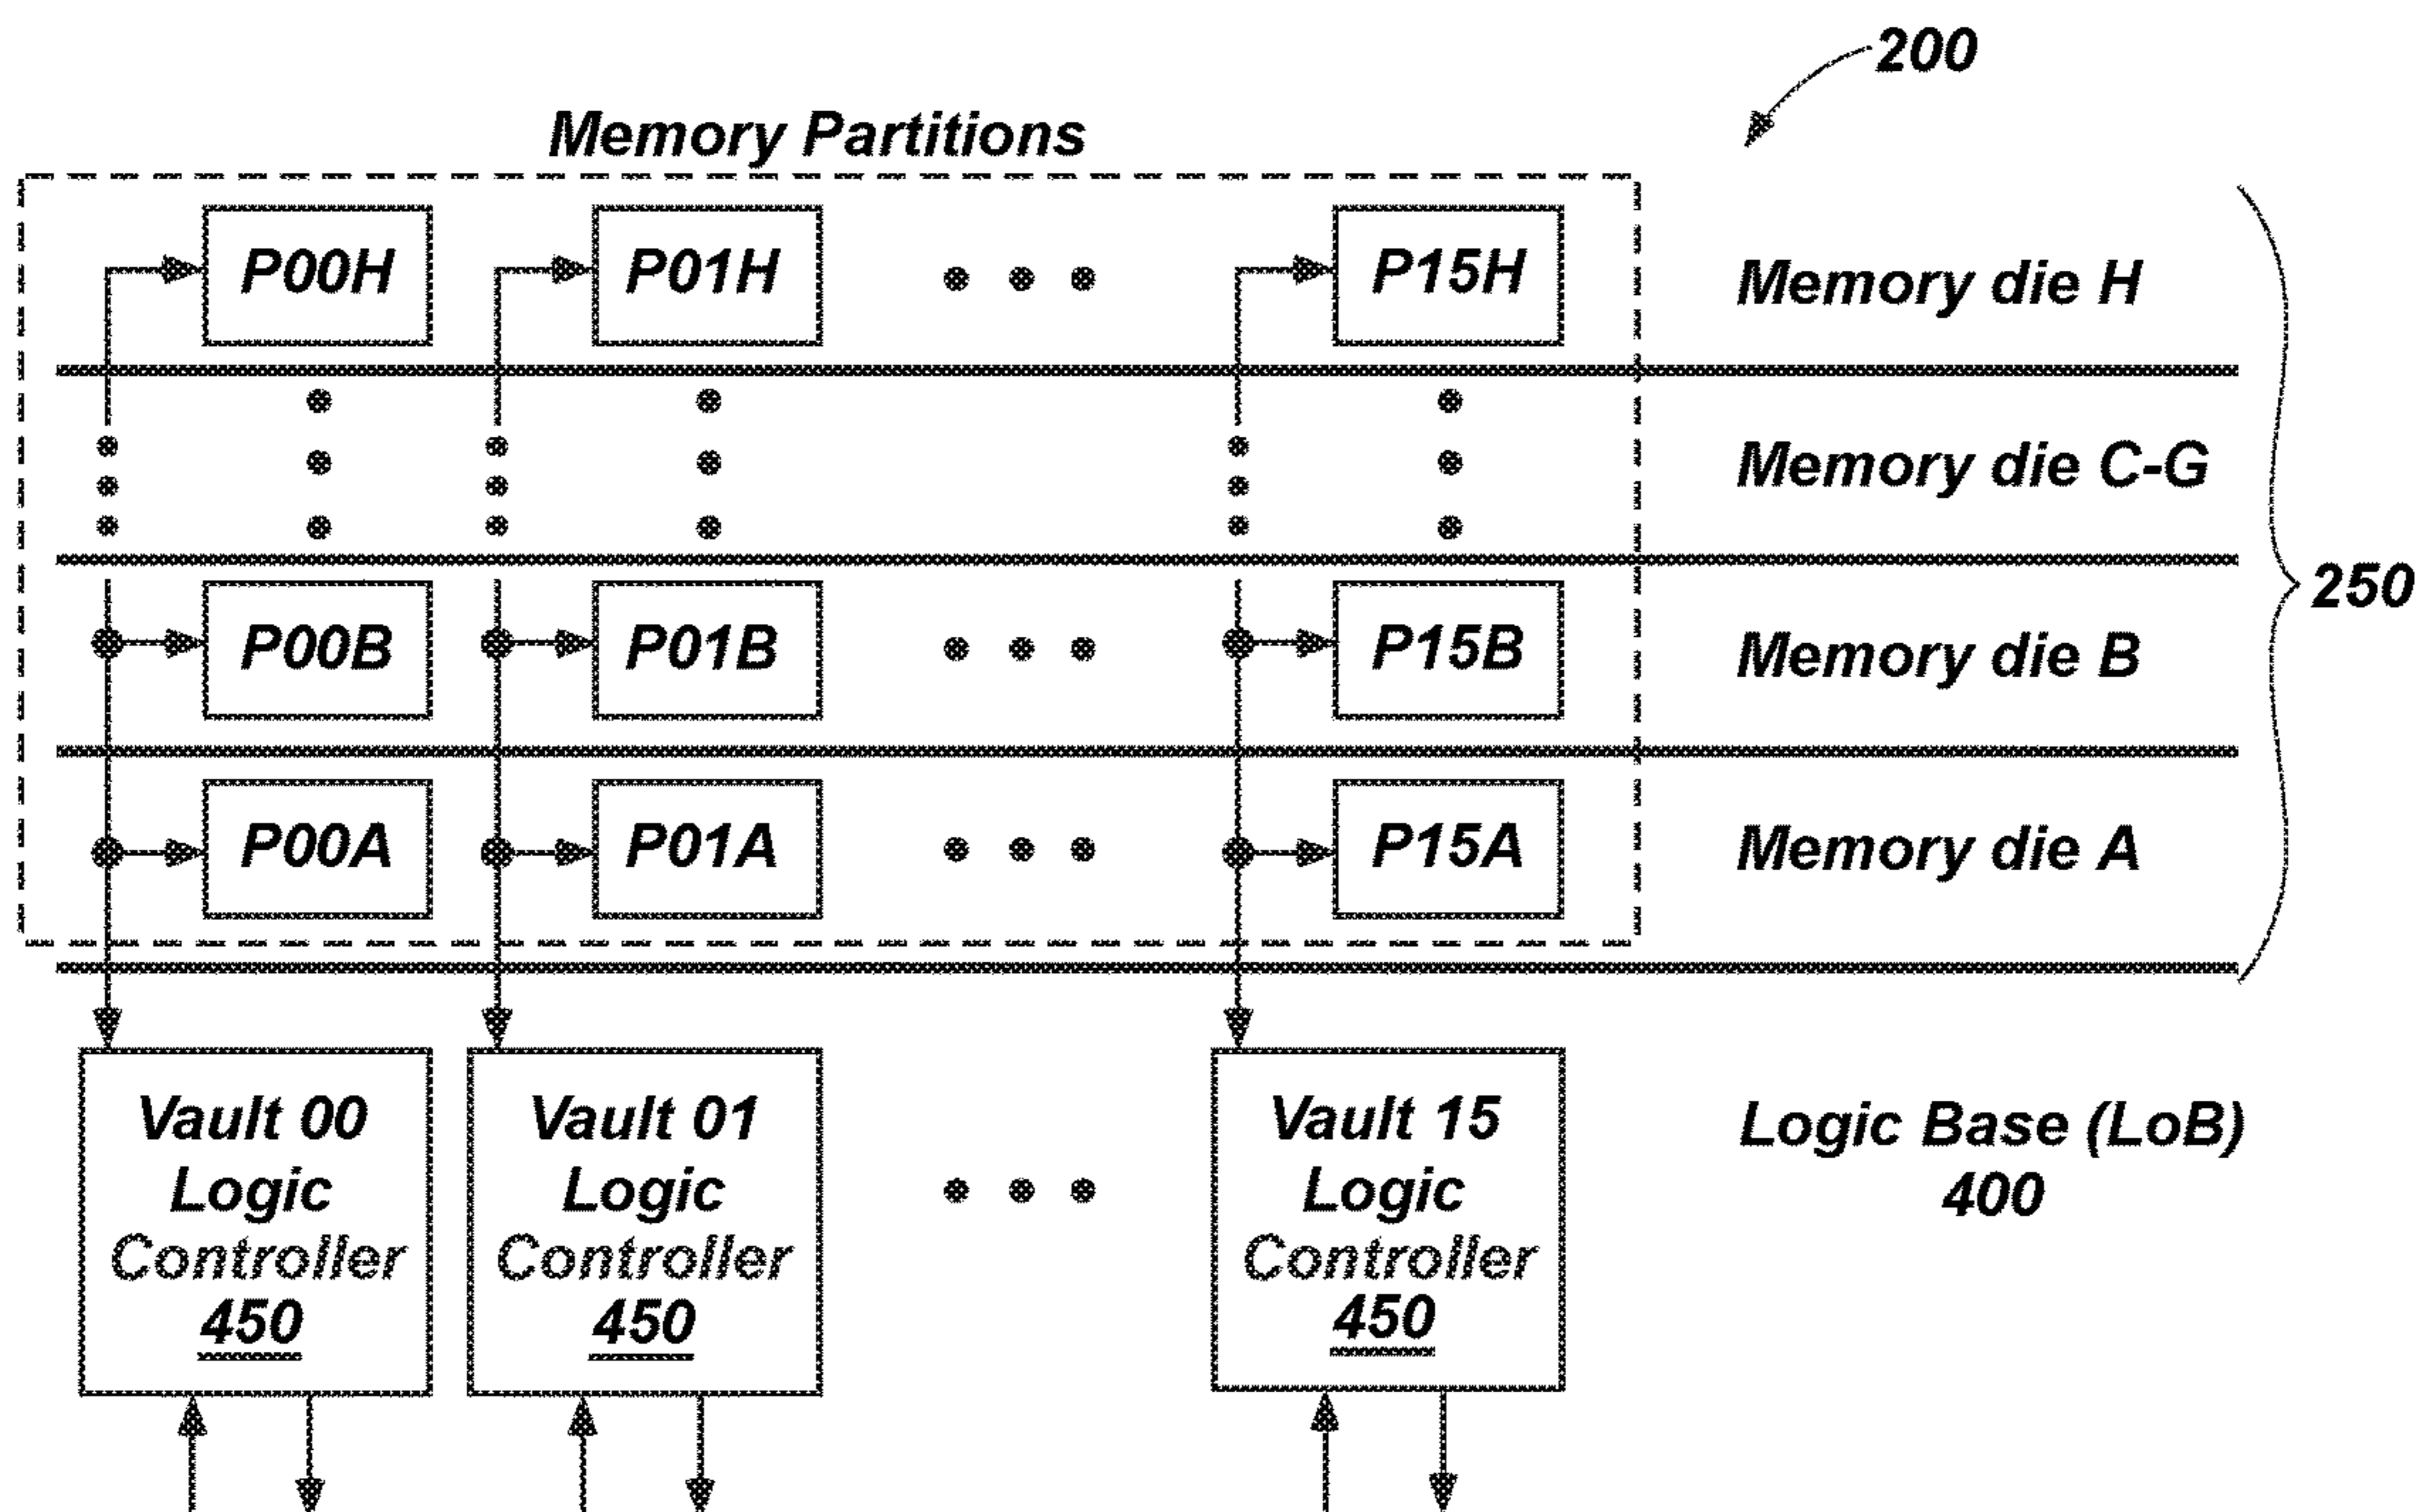 200
Memory Partitions
P00H P01H P15H Memory die H
Memory die C-G
250
P00B P01B P15B Memory die B
P00A P01A P15A Memory die A
Vault 00 Vault 01 Vault 15 Logic Base (LoB)
Logic Logic Logic 400
Controller Controller Controller
450 450 450